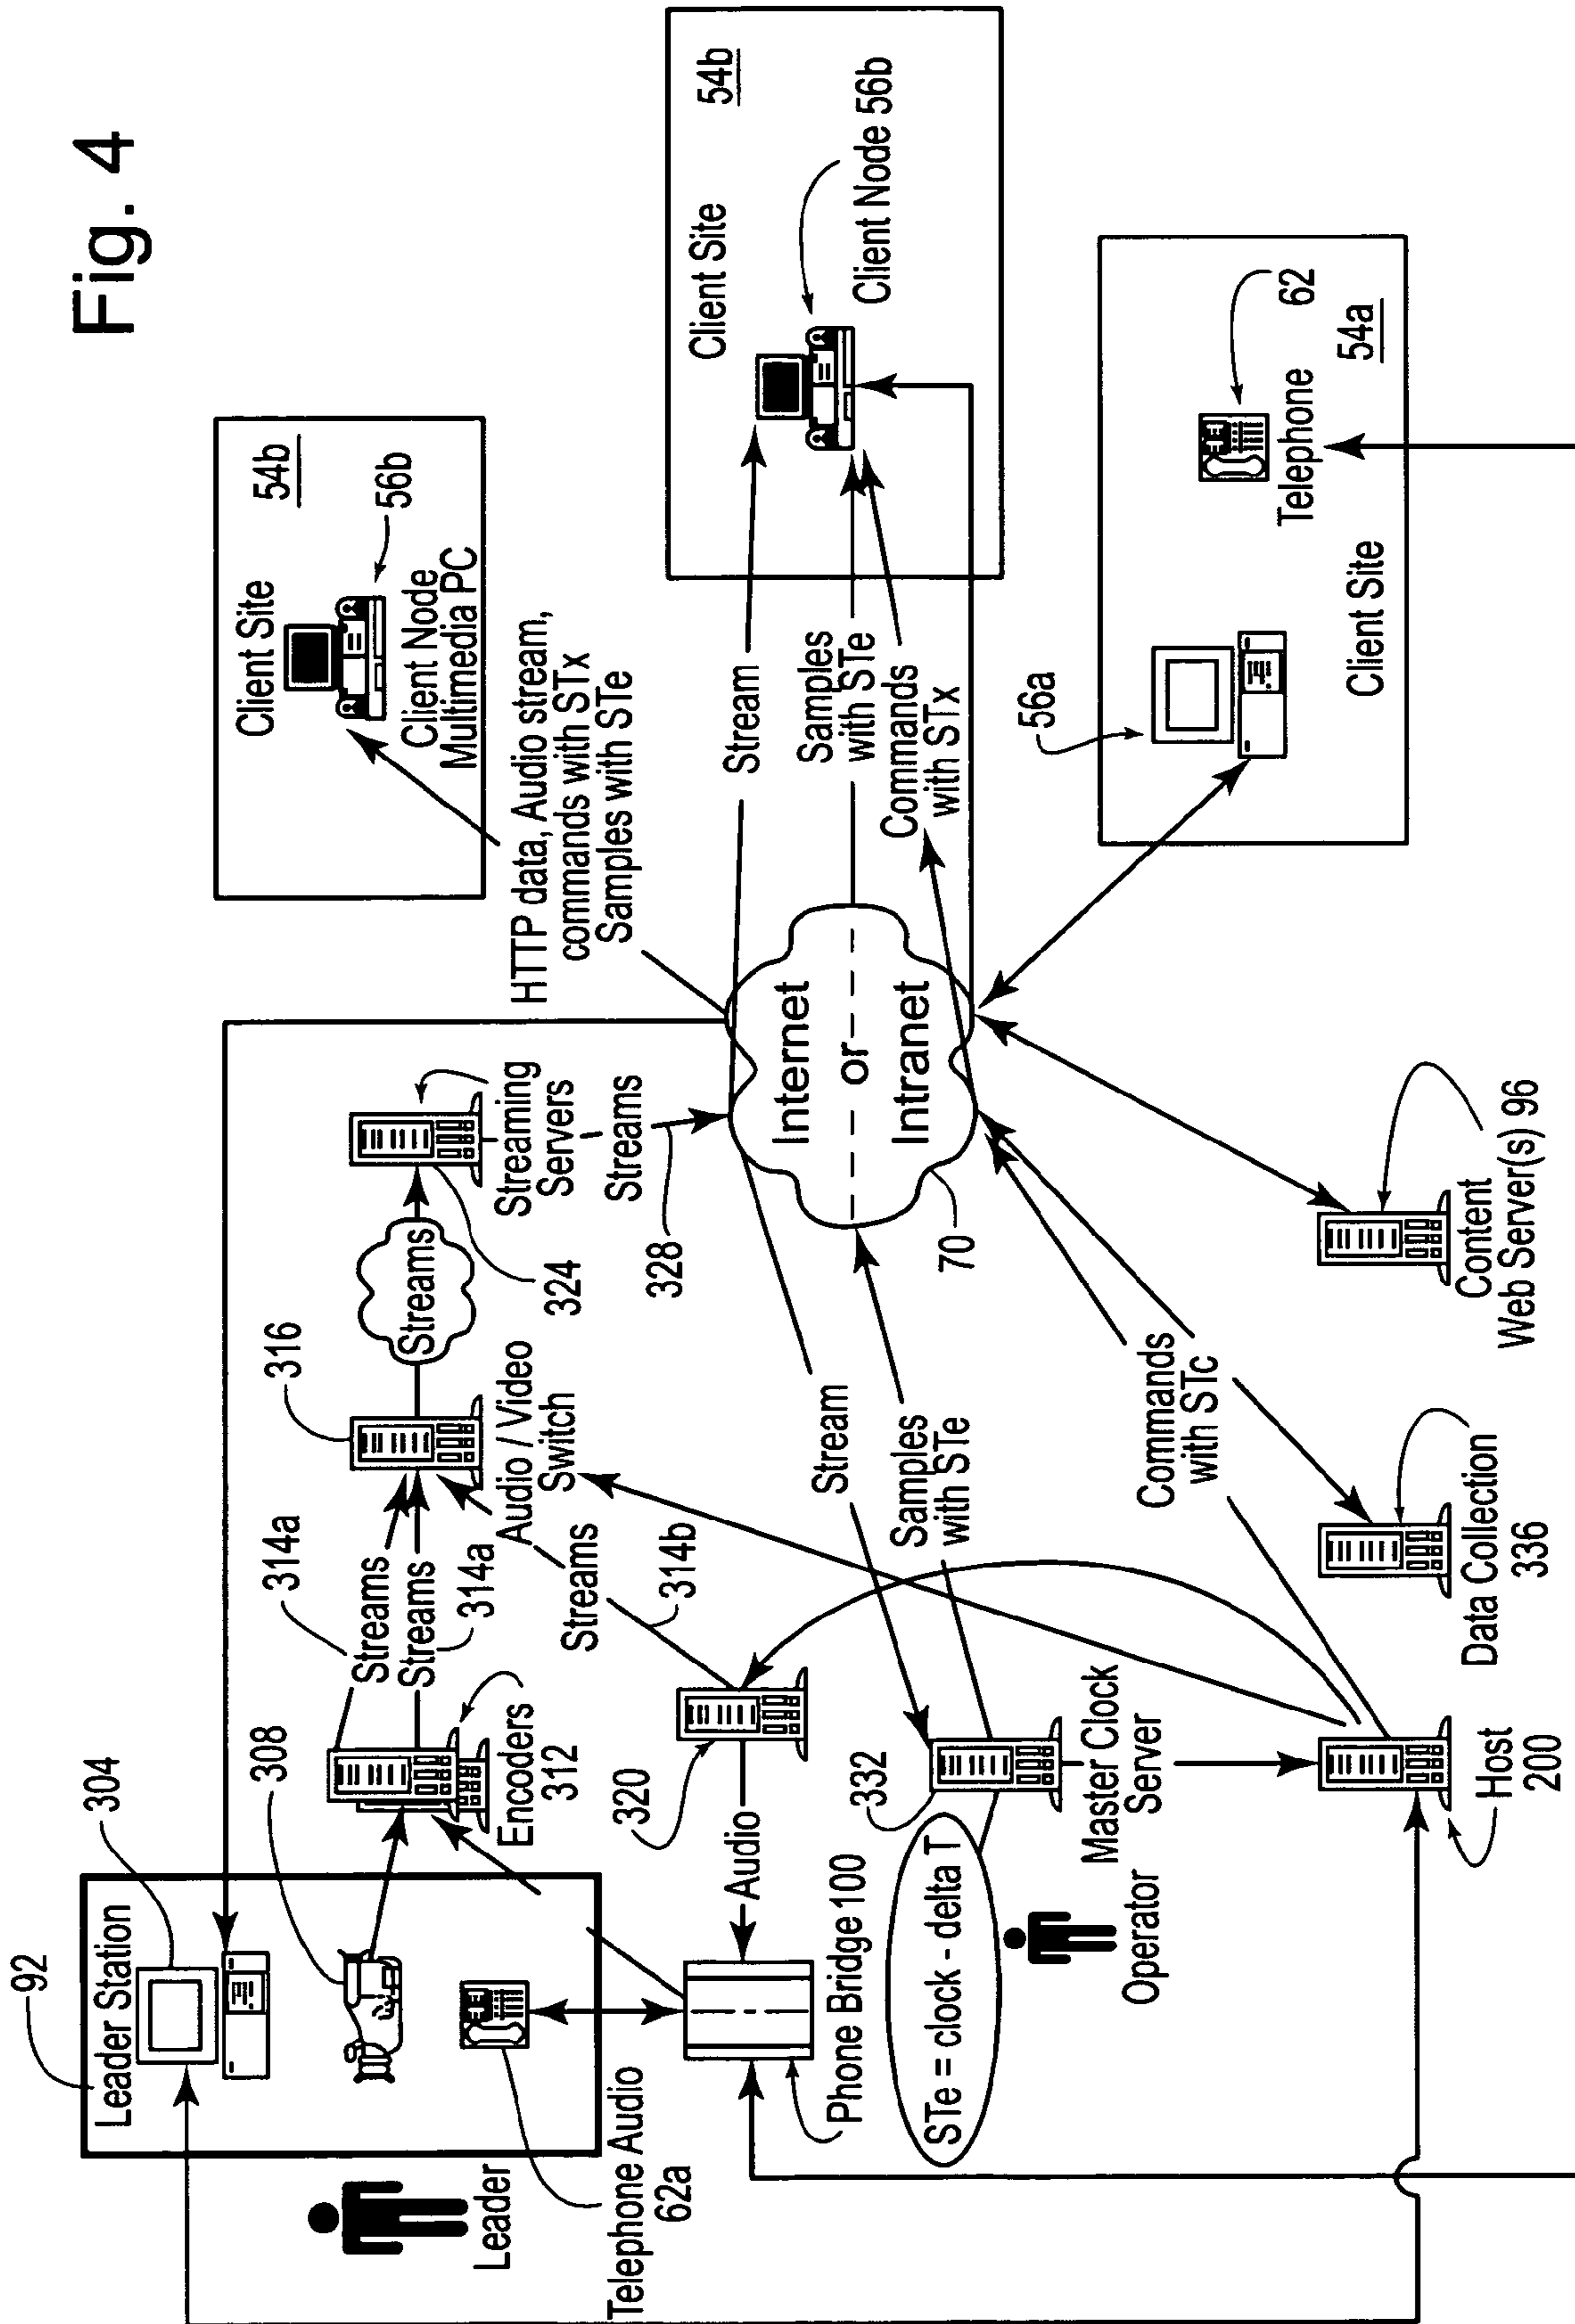 Fig. 4
92
Leader Station
304
308
Leader
Telephone Audio
62a
314a
Streams
Streams
314a
Encoders
312
316
Audio / Video
Switch
Streams
314b
320
Audio
Phone Bridge 100
Streams
324
Streaming
Servers
Streams
328
Client Site
54b
56b
Client Node
Multimedia PC
HTTP data, Audio stream,
commands with STx
Samples with STe
Client Site
54b
Client Node 56b
Stream
Samples
with STe
Commands
with STx
Internet
or
Intranet
70
Stream
Samples
with STe
332
STe = clock - delta T
Master Clock
Server
Operator
Commands
with STc
Host
200
Data Collection
336
Content
Web Server(s) 96
56a
62
Telephone
54a
Client Site